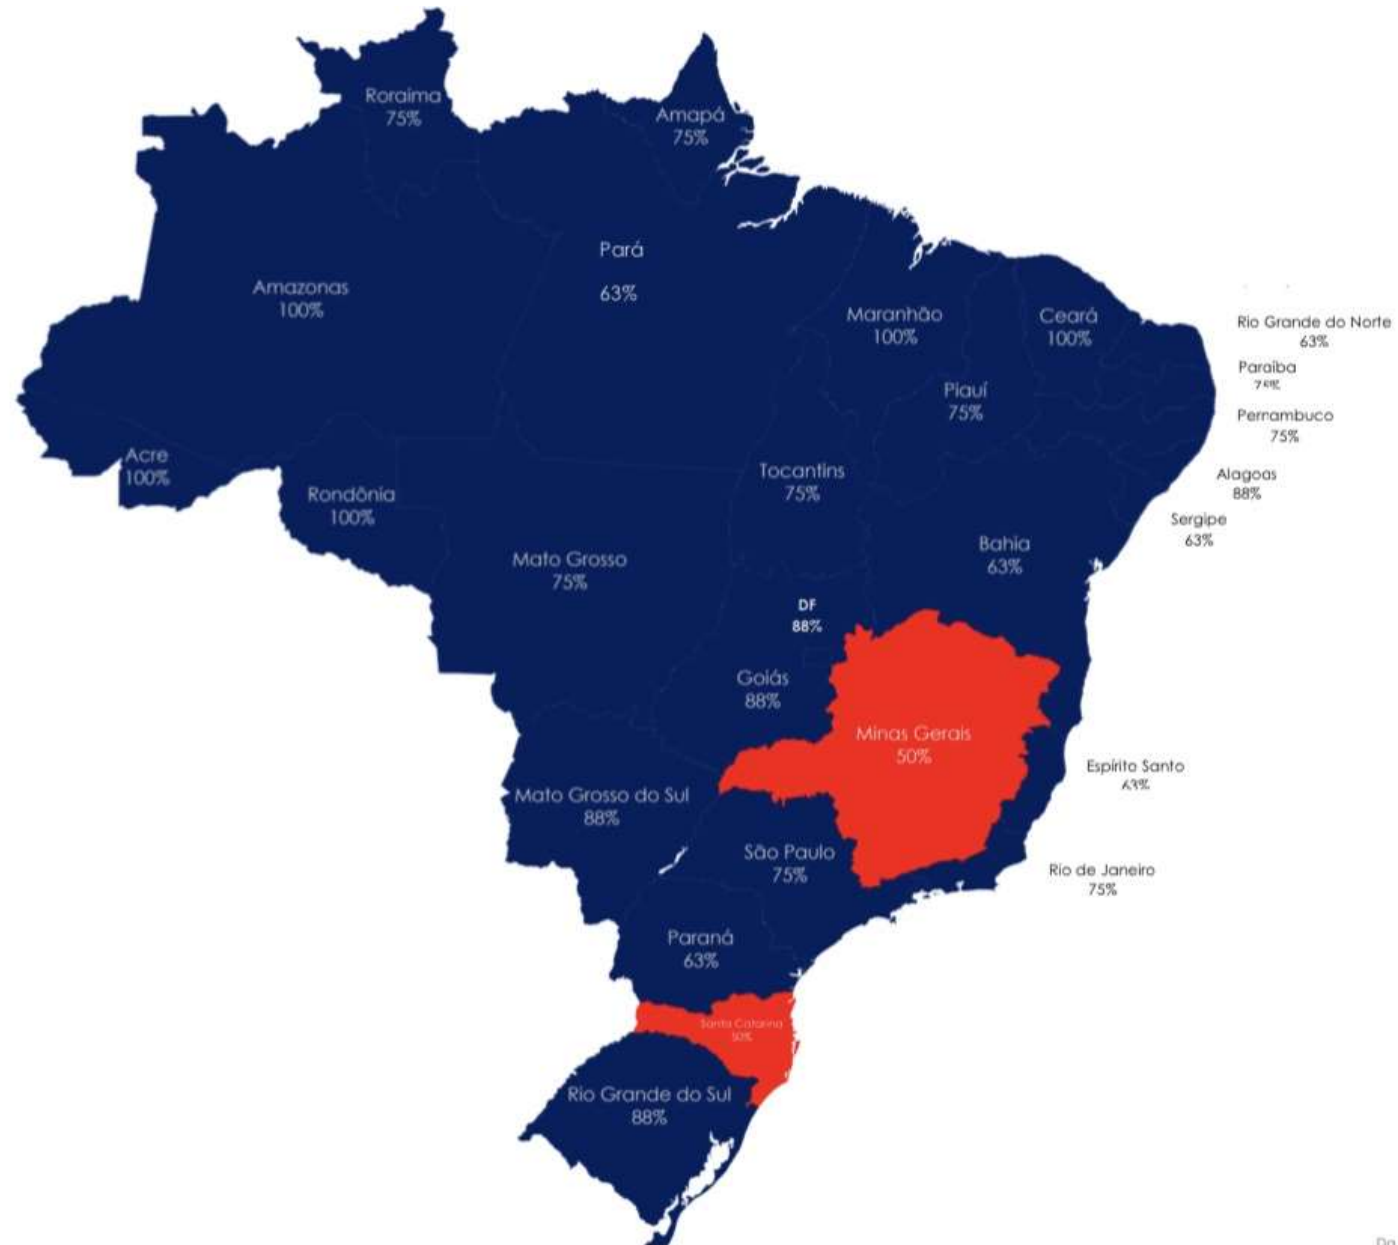 Roraima
75%
Amapá
75%
Pará
63%
Amazonas
100%
Maranhão
100%
Ceará
100%
Rio Grande do Norte
63%
Paraíba
Piauí
75%
Pernambuco
75%
Acre
100%
Tocantins
75%
Alagoas
88%
Rondônia
100%
Sergipe
63%
Mato Grosso
75%
Bahia
63%
DF
88%
Goiás
88%
Minas Gerais
50%
Espírito Santo
63%
Mato Grosso do Sul
88%
São Paulo
75%
Rio de Janeiro
75%
Paraná
63%
Santa Catarina
50%
Rio Grande do Sul
88%